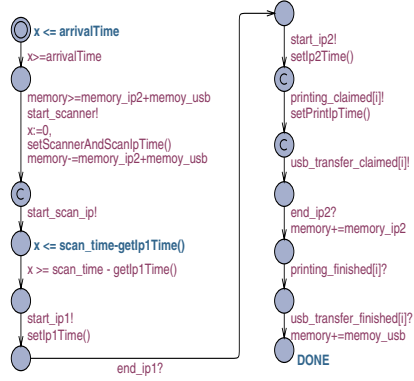 x <= arrivalTime
x>=arrivalTime
memory>=memory_ip2+memoy_usb
start_scanner!
x:=0,
setScannerAndScanIpTime()
memory-=memory_ip2+memoy_usb
C
start_scan_ip!
x <= scan_time-getIp1Time()
x >= scan_time - getIp1Time()
start_ip1!
setIp1Time()
end_ip1?
start_ip2!
setIp2Time()
C
printing_claimed[i]!
setPrintIpTime()
C
usb_transfer_claimed[i]!
end_ip2?
memory+=memory_ip2
printing_finished[i]?
usb_transfer_finished[i]?
memory+=memoy_usb
DONE